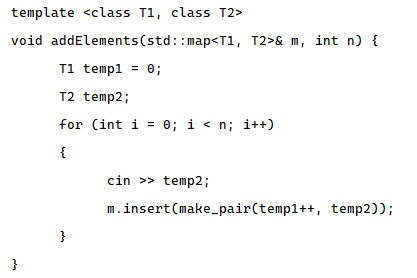 template <class T1, class T2>
void addElements(std::map<T1, T2>& m, int n) {
T1 temp1 = 0;
T2 temp2;
for (int i = 0; i < n; i++)
{
cin >> temp2;
m.insert(make_pair(temp1++, temp2));
}
}